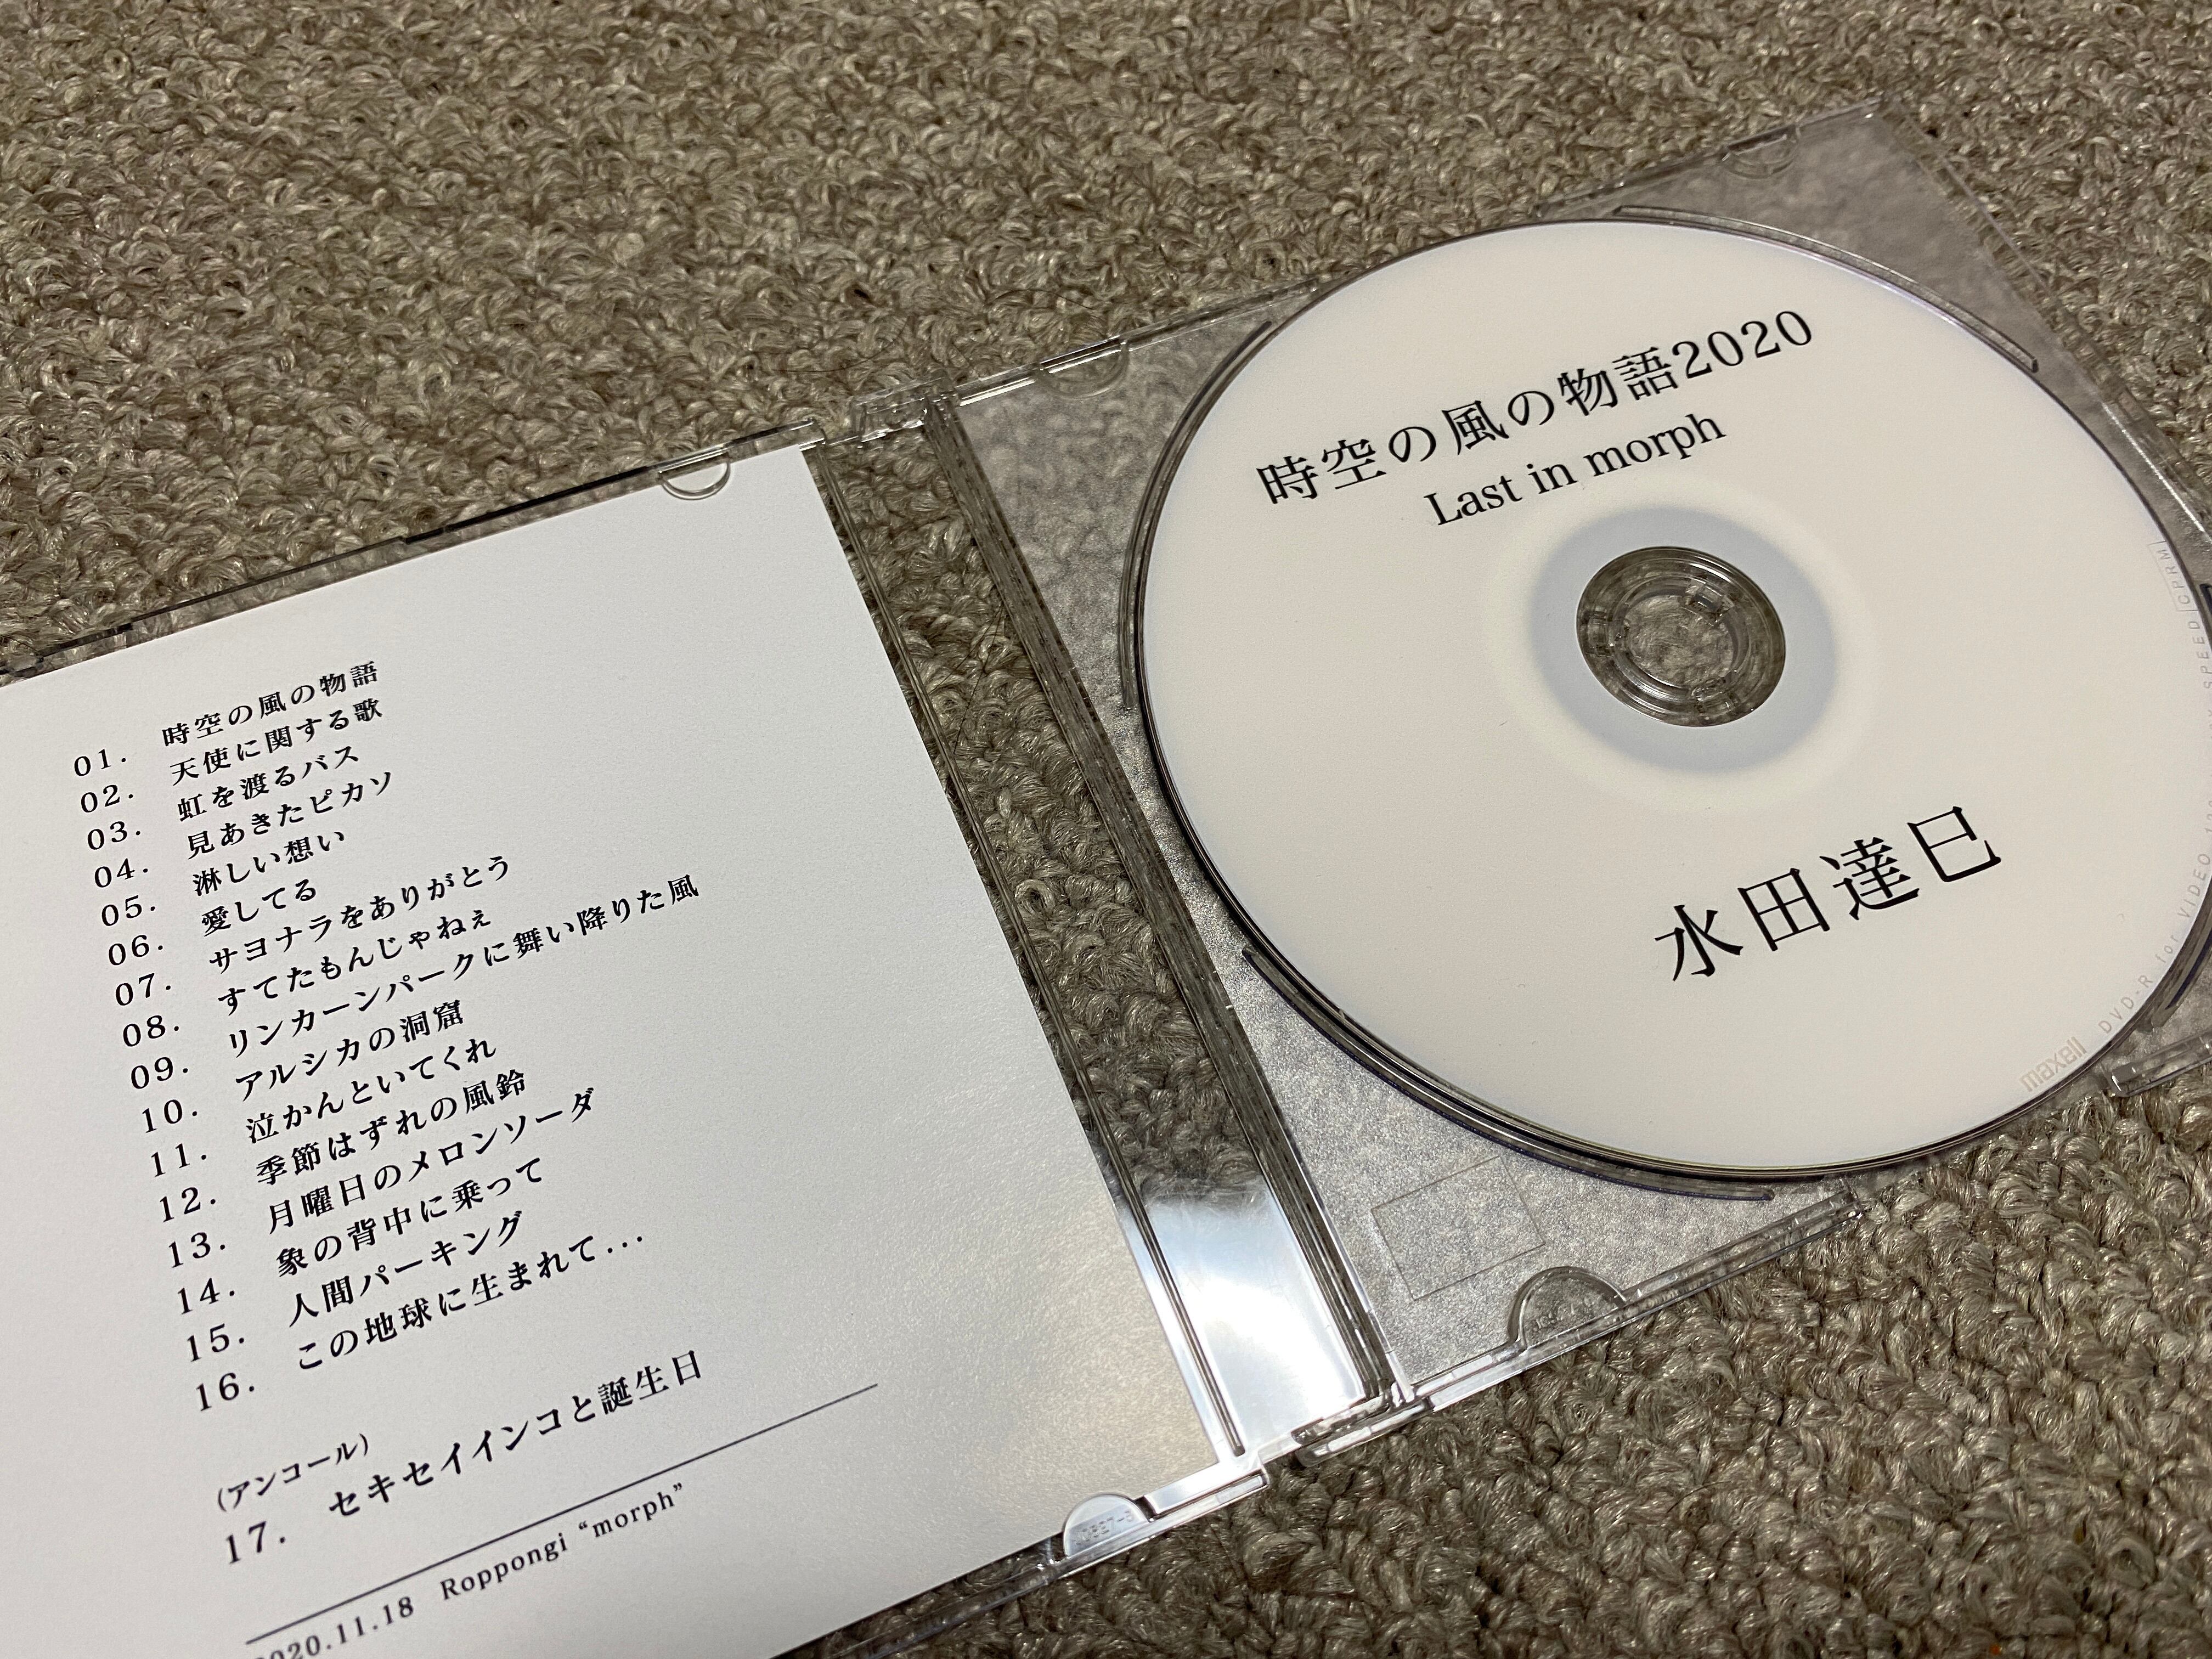 01. 時空の風の物語
02. 天使に関する歌
03. 虹を渡るバス
04. 見あきたピカソ
05. 淋しい想い
06. 愛してる
07. サヨナラをありがとう
08. すてたもんじゃねぇ
09. リンカーンパークに舞い降りた風
10. アルシカの洞窟
11. 泣かんといてくれ
12. 季節はずれの風鈴
13. 月曜日のメロンソーダ
14. 象の背中に乗って
15. 人間パーキング
16. この地球に生まれて...
(アンコール)
17. セキセイインコと誕生日
2020.11.18 Roppongi “morph”
時空の風の物語2020
Last in morph
水田達巳
maxell DVD-R for VIDEO
SPEED CPRM